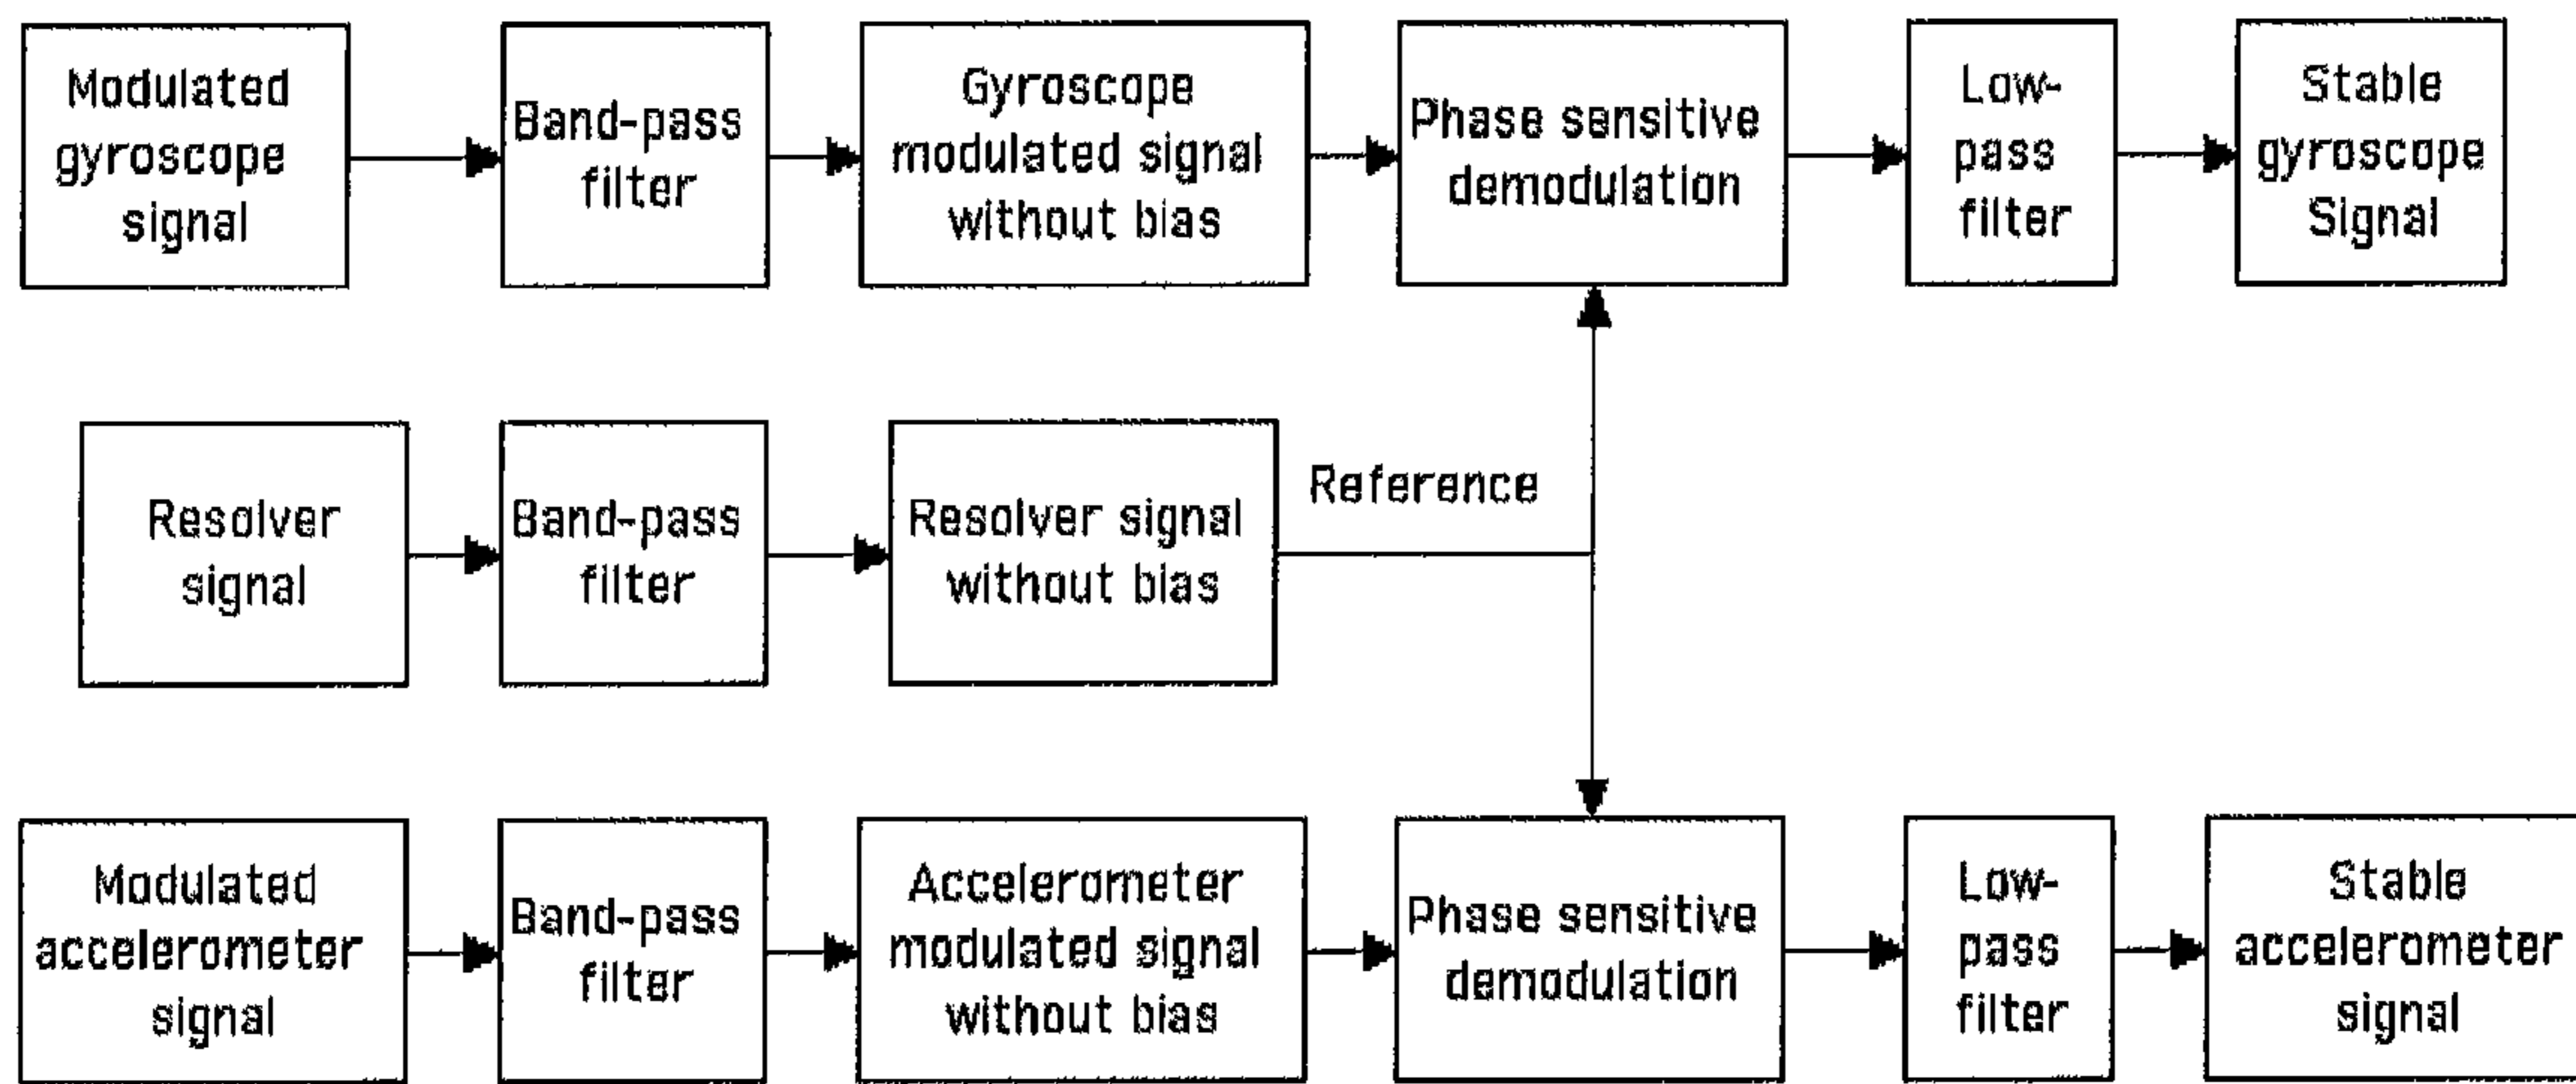 Modulated
gyroscope
signal
Band-pass
filter
Gyroscope
modulated signal
without bias
Phase sensitive
demodulation
Low-
pass
filter
Stable
gyroscope
Signal
Resolver
signal
Band-pass
filter
Resolver signal
without bias
Reference
Modulated
accelerometer
signal
Band-pass
filter
Accelerometer
modulated signal
without bias
Phase sensitive
demodulation
Low-
pass
filter
Stable
accelerometer
signal